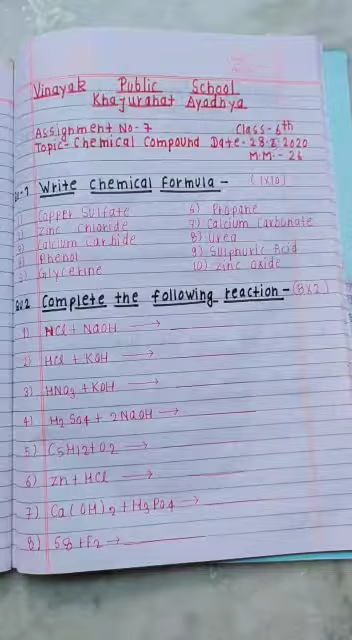 Vinayak Public School
Khajurahat Ayodhya
Assignment No-7 Class-6th
Topic- Chemical Compound Date-28.8.2020
M.M.- 26
Qu-1 Write Chemical formula - (1x10)
1) Copper Sulfate 6) Propane
2) Zinc Chloride 7) Calcium Carbonate
3) Calcium Carbide 8) Urea
4) Phenol 9) Sulphuric Acid
5) Glycerine 10) Zinc Oxide
Qu.2 Complete the following reaction - (8x2)
1) HCl + NaOH →
2) HCl + KOH →
3) HNO3 + KOH →
4) H2SO4 + 2NaOH →
5) C5H12+O2 →
6) Zn + HCl →
7) Ca(OH)2 + H3PO4 →
8) S8+F2 →